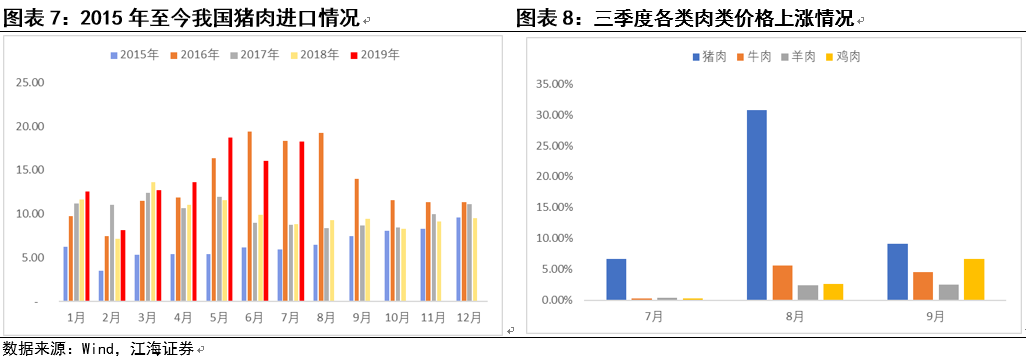 图表 7：2015 年至今我国猪肉进口情况
2015年 2016年 2017年 2018年 2019年
25.00
20.00
15.00
10.00
5.00
-
1月 2月 3月 4月 5月 6月 7月 8月 9月 10月 11月 12月
图表 8：三季度各类肉类价格上涨情况
猪肉 牛肉 羊肉 鸡肉
35.00%
30.00%
25.00%
20.00%
15.00%
10.00%
5.00%
0.00%
7月 8月 9月
数据来源：Wind，江海证券